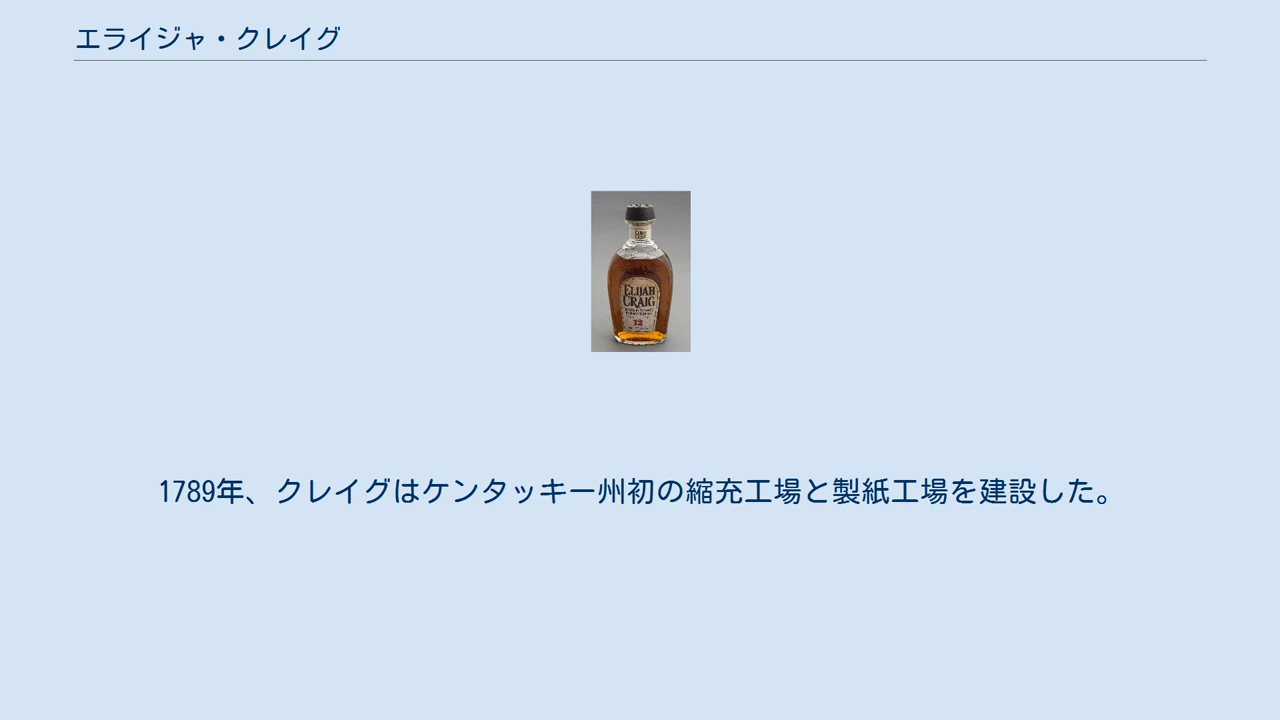 エライジャ・クレイグ
ELIJAH
CRAIG
12
1789年、クレイグはケンタッキー州初の縮充工場と製紙工場を建設した。